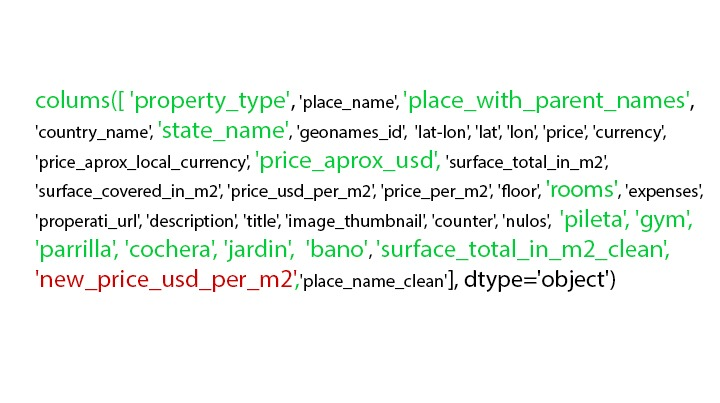 colums([ 'property_type', 'place_name', 'place_with_parent_names',
'country_name', 'state_name', 'geonames_id', 'lat-lon', 'lat', 'lon', 'price', 'currency',
'price_aprox_local_currency', 'price_aprox_usd', 'surface_total_in_m2',
'surface_covered_in_m2', 'price_usd_per_m2', 'price_per_m2', 'floor', 'rooms', 'expenses',
'properati_url', 'description', 'title', 'image_thumbnail', 'counter', 'nulos', 'pileta', 'gym',
'parrilla', 'cochera', 'jardin', 'bano', 'surface_total_in_m2_clean',
'new_price_usd_per_m2','place_name_clean'], dtype='object')